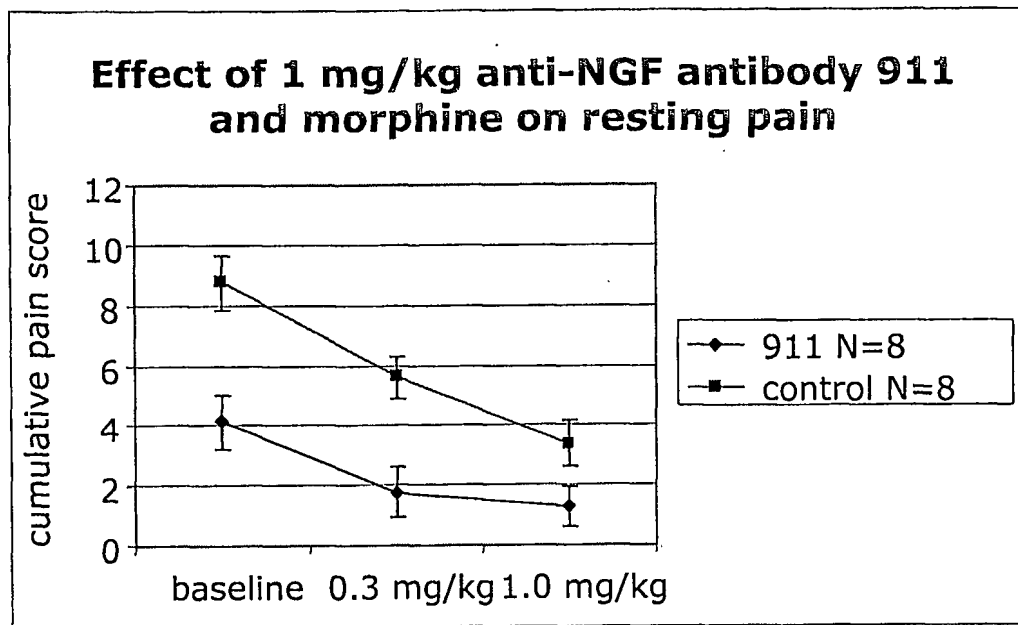 Effect of 1 mg/kg anti-NGF antibody 911
and morphine on resting pain
cumulative pain score
12
10
8
6
4
2
0
baseline 0.3 mg/kg 1.0 mg/kg
911 N=8
control N=8